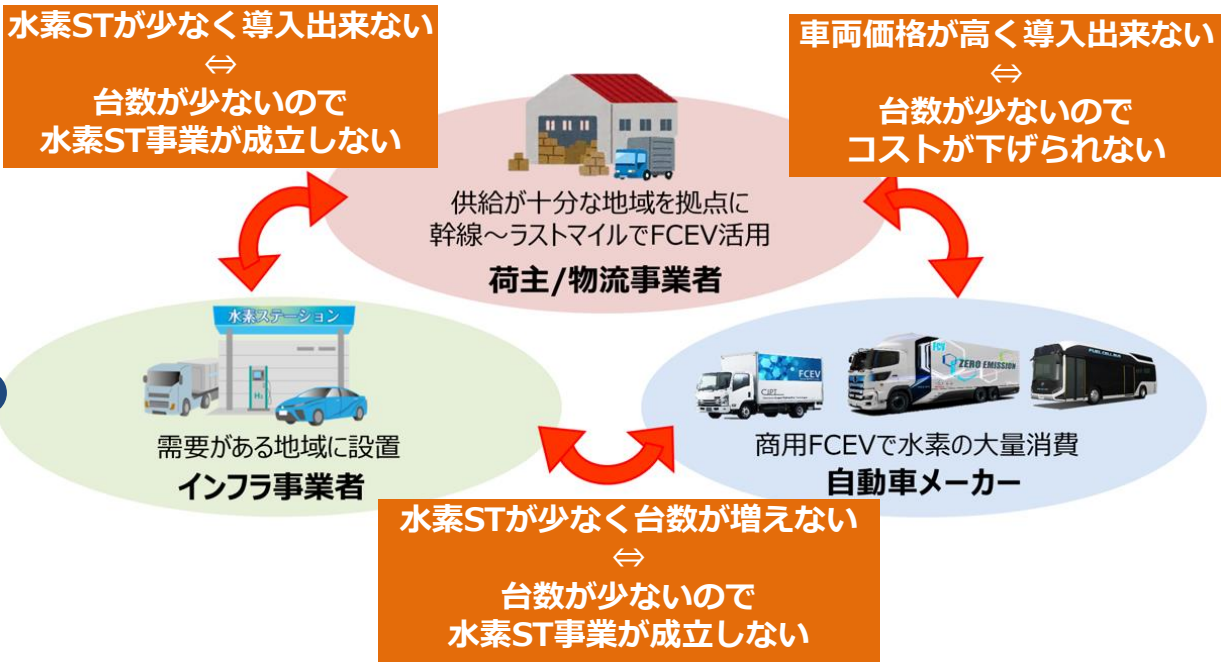 水素STが少なく導入出来ない
⇔
台数が少ないので
水素ST事業が成立しない
車両価格が高く導入出来ない
⇔
台数が少ないので
コストが下げられない
供給が十分な地域を拠点に
幹線～ラストマイルでFCEV活用
荷主/物流事業者
水素ステーション
H₂
需要がある地域に設置
インフラ事業者
FCEV
CJPT
FCV
ZERO EMISSION
FUEL CELL BUS
商用FCEVで水素の大量消費
自動車メーカー
水素STが少なく台数が増えない
⇔
台数が少ないので
水素ST事業が成立しない